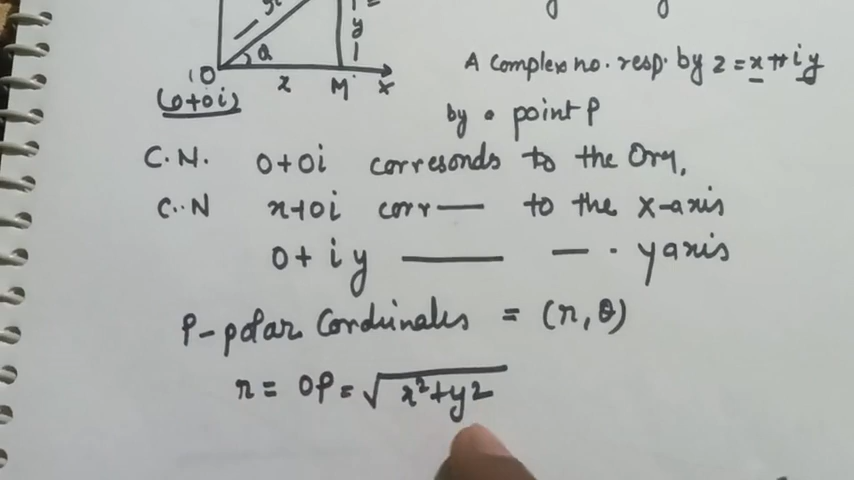 y
θ
O
x M x
(0+0i)
A complex no. resp. by z = x + iy
by a point P
C.N. 0+0i corresonds to the Ory,
C.N x+0i corr— to the X-axis
0 + iy —— — . y axis
P-polar Cordinales = (r, θ)
r = OP = √x²+y2